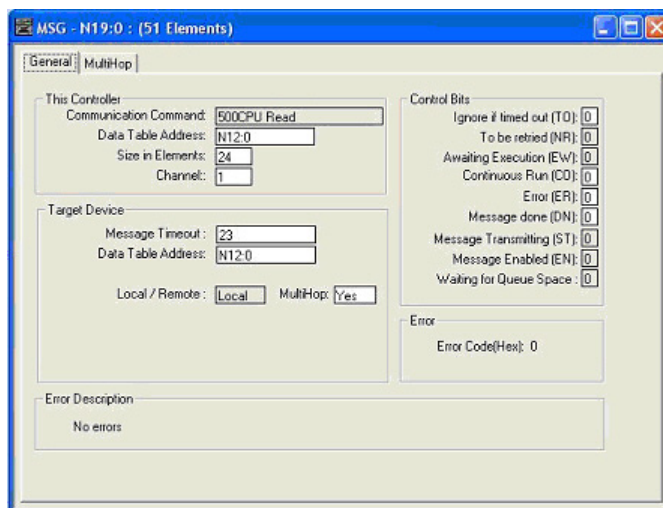 MSG - N19:0 : (51 Elements)
General MultiHop
This Controller
Communication Command: 500CPU Read
Data Table Address: N12:0
Size in Elements: 24
Channel:: 1
Target Device
Message Timeout : 23
Data Table Address: N12:0
Local / Remote : Local MultiHop: Yes
Control Bits
Ignore if timed out (TO): 0
To be retried (NR): 0
Awaiting Execution (EW): 0
Continuous Run (CO): 0
Error (ER): 0
Message done (DN): 0
Message Transmitting (ST): 0
Message Enabled (EN): 0
Waiting for Queue Space : 0
Error
Error Code(Hex): 0
Error Description
No errors